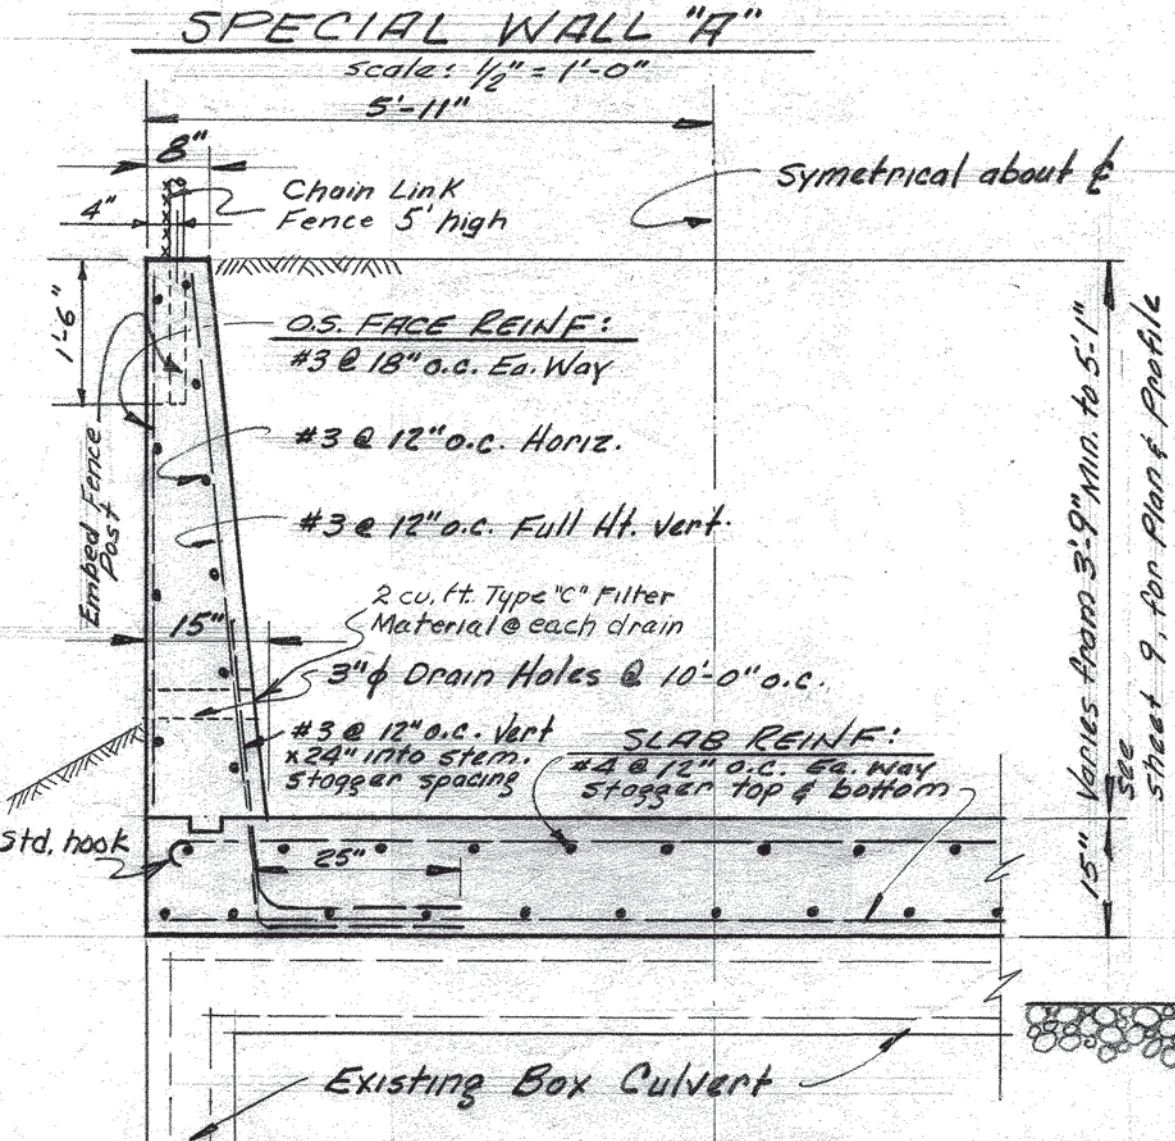 SPECIAL WALL "A"
scale: 1/2" = 1'-0"
5'-11"
8"
Symetrical about ℄
Chain Link
Fence 5' high
4"
1'-6"
O.S. FACE REINF:
#3 @ 18" o.c. Ea. Way
#3 @ 12" o.c. Horiz.
Embed Fence
Post
#3 @ 12" o.c. Full Ht. Vert.
2 cu. ft. Type "C" Filter
Material @ each drain
15"
3"ϕ Drain Holes @ 10'-0" o.c.
#3 @ 12" o.c. Vert
x 24" into stem.
stagger spacing
SLAB REINF:
#4 @ 12" o.c. Ea. Way
stagger top & bottom
Varies from 3'-9" Min. to 5'-1"
see
sheet 9, for Plan & Profile
Std. hook
25"
15"
Existing Box Culvert